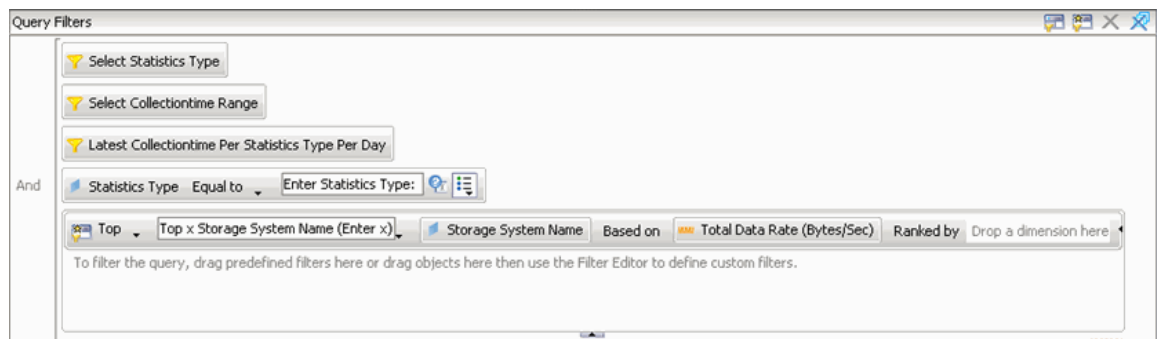 Query Filters
Select Statistics Type
Select Collectiontime Range
Latest Collectiontime Per Statistics Type Per Day
And
Statistics Type Equal to Enter Statistics Type:
Top Top x Storage System Name (Enter x) Storage System Name Based on Total Data Rate (Bytes/Sec) Ranked by Drop a dimension here
To filter the query, drag predefined filters here or drag objects here then use the Filter Editor to define custom filters.